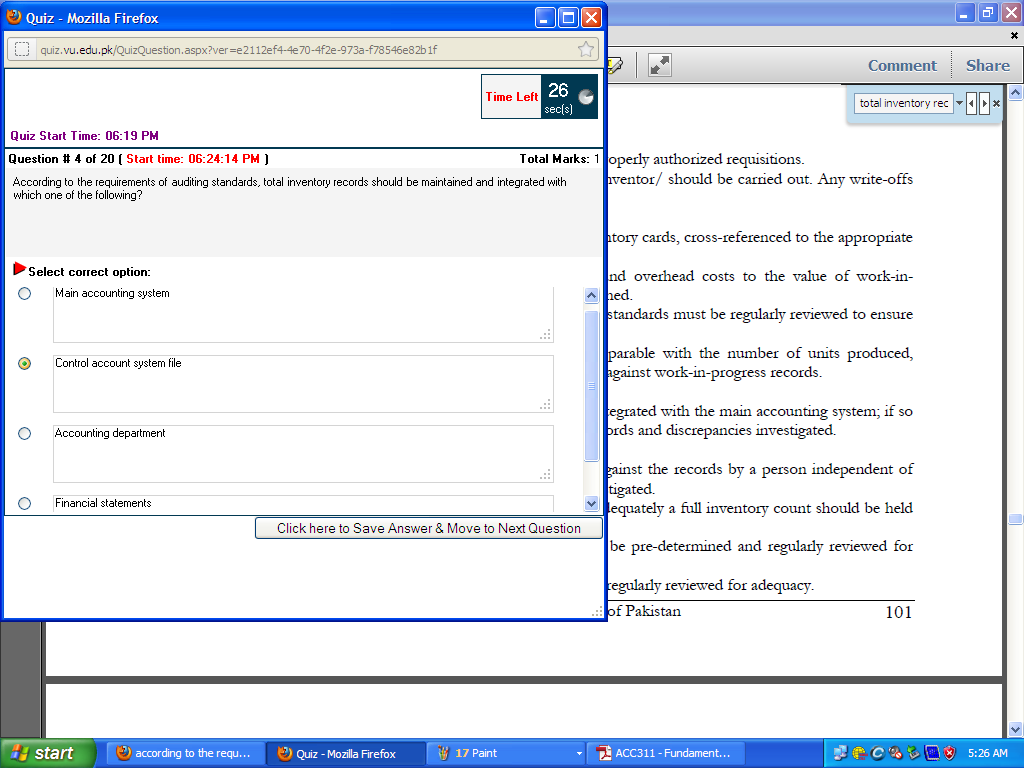 Quiz - Mozilla Firefox
quiz.vu.edu.pk/QuizQuestion.aspx?ver=e2112ef4-4e70-4f2e-973a-f78546e82b1f
Time Left 26
sec(s)
Quiz Start Time: 06:19 PM
Question # 4 of 20 ( Start time: 06:24:14 PM )
Total Marks: 1
According to the requirements of auditing standards, total inventory records should be maintained and integrated with
which one of the following?
Select correct option:
Main accounting system
Control account system file
Accounting department
Financial statements
Click here to Save Answer & Move to Next Question
Comment
Share
total inventory rec
operly authorized requisitions.
nventor/ should be carried out. Any write-offs
ntory cards, cross-referenced to the appropriate
nd overhead costs to the value of work-in-
ned.
standards must be regularly reviewed to ensure
parable with the number of units produced,
against work-in-progress records.
tegrated with the main accounting system; if so
ords and discrepancies investigated.
gainst the records by a person independent of
tigated.
dequately a full inventory count should be held
be pre-determined and regularly reviewed for
regularly reviewed for adequacy.
of Pakistan
101
start
according to the requ...
Quiz - Mozilla Firefox
17 Paint
ACC311 - Fundament...
5:26 AM